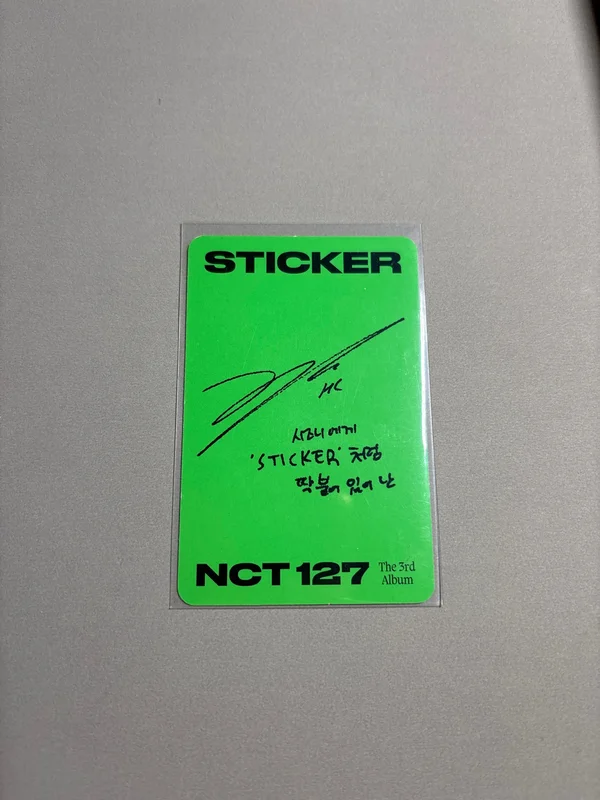 STICKER
HC
시즈니에게
'STICKER' 처럼
딱 붙어 있어 난
NCT 127 The 3rd
Album